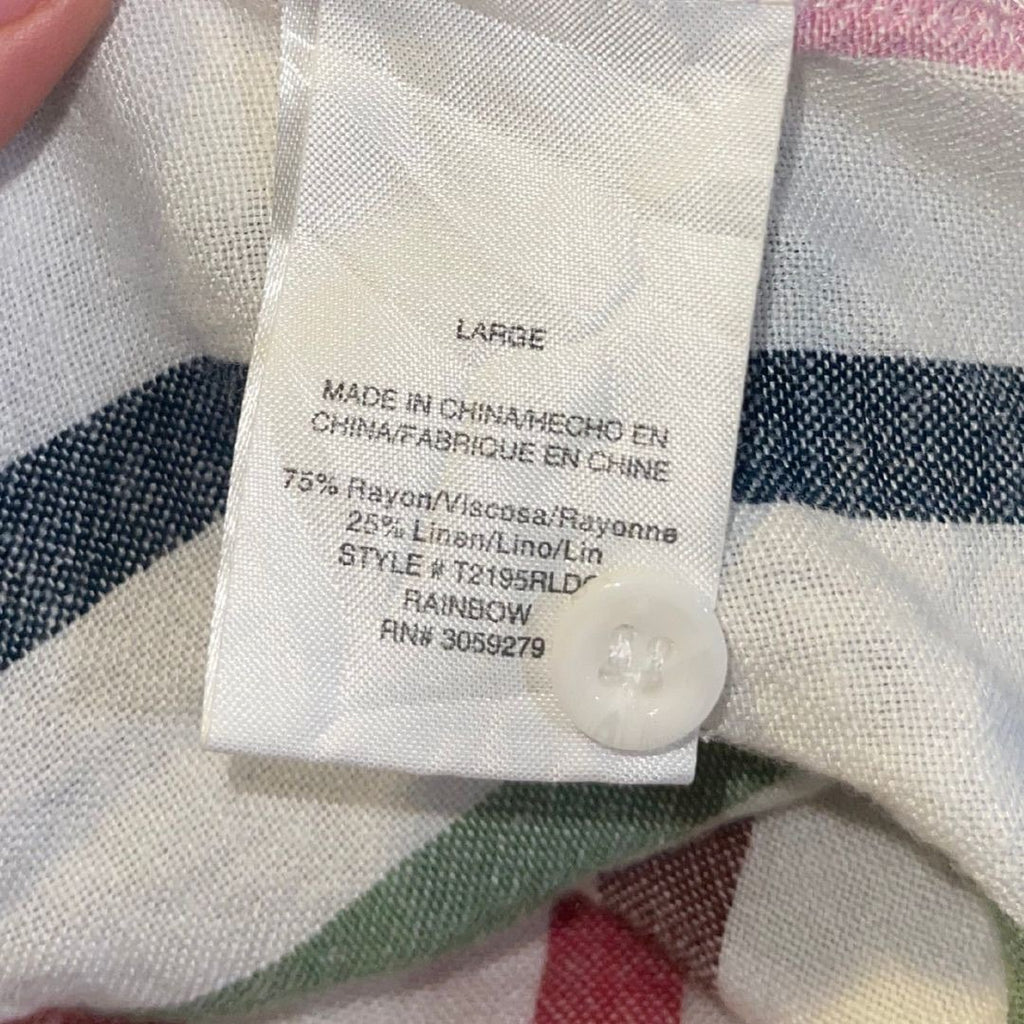 LARGE
MADE IN CHINA/HECHO EN
CHINA/FABRIQUE EN CHINE
75% Rayon/Viscosa/Rayonne
25% Linen/Lino/Lin
STYLE #
RAINBOW
RN# 3059279